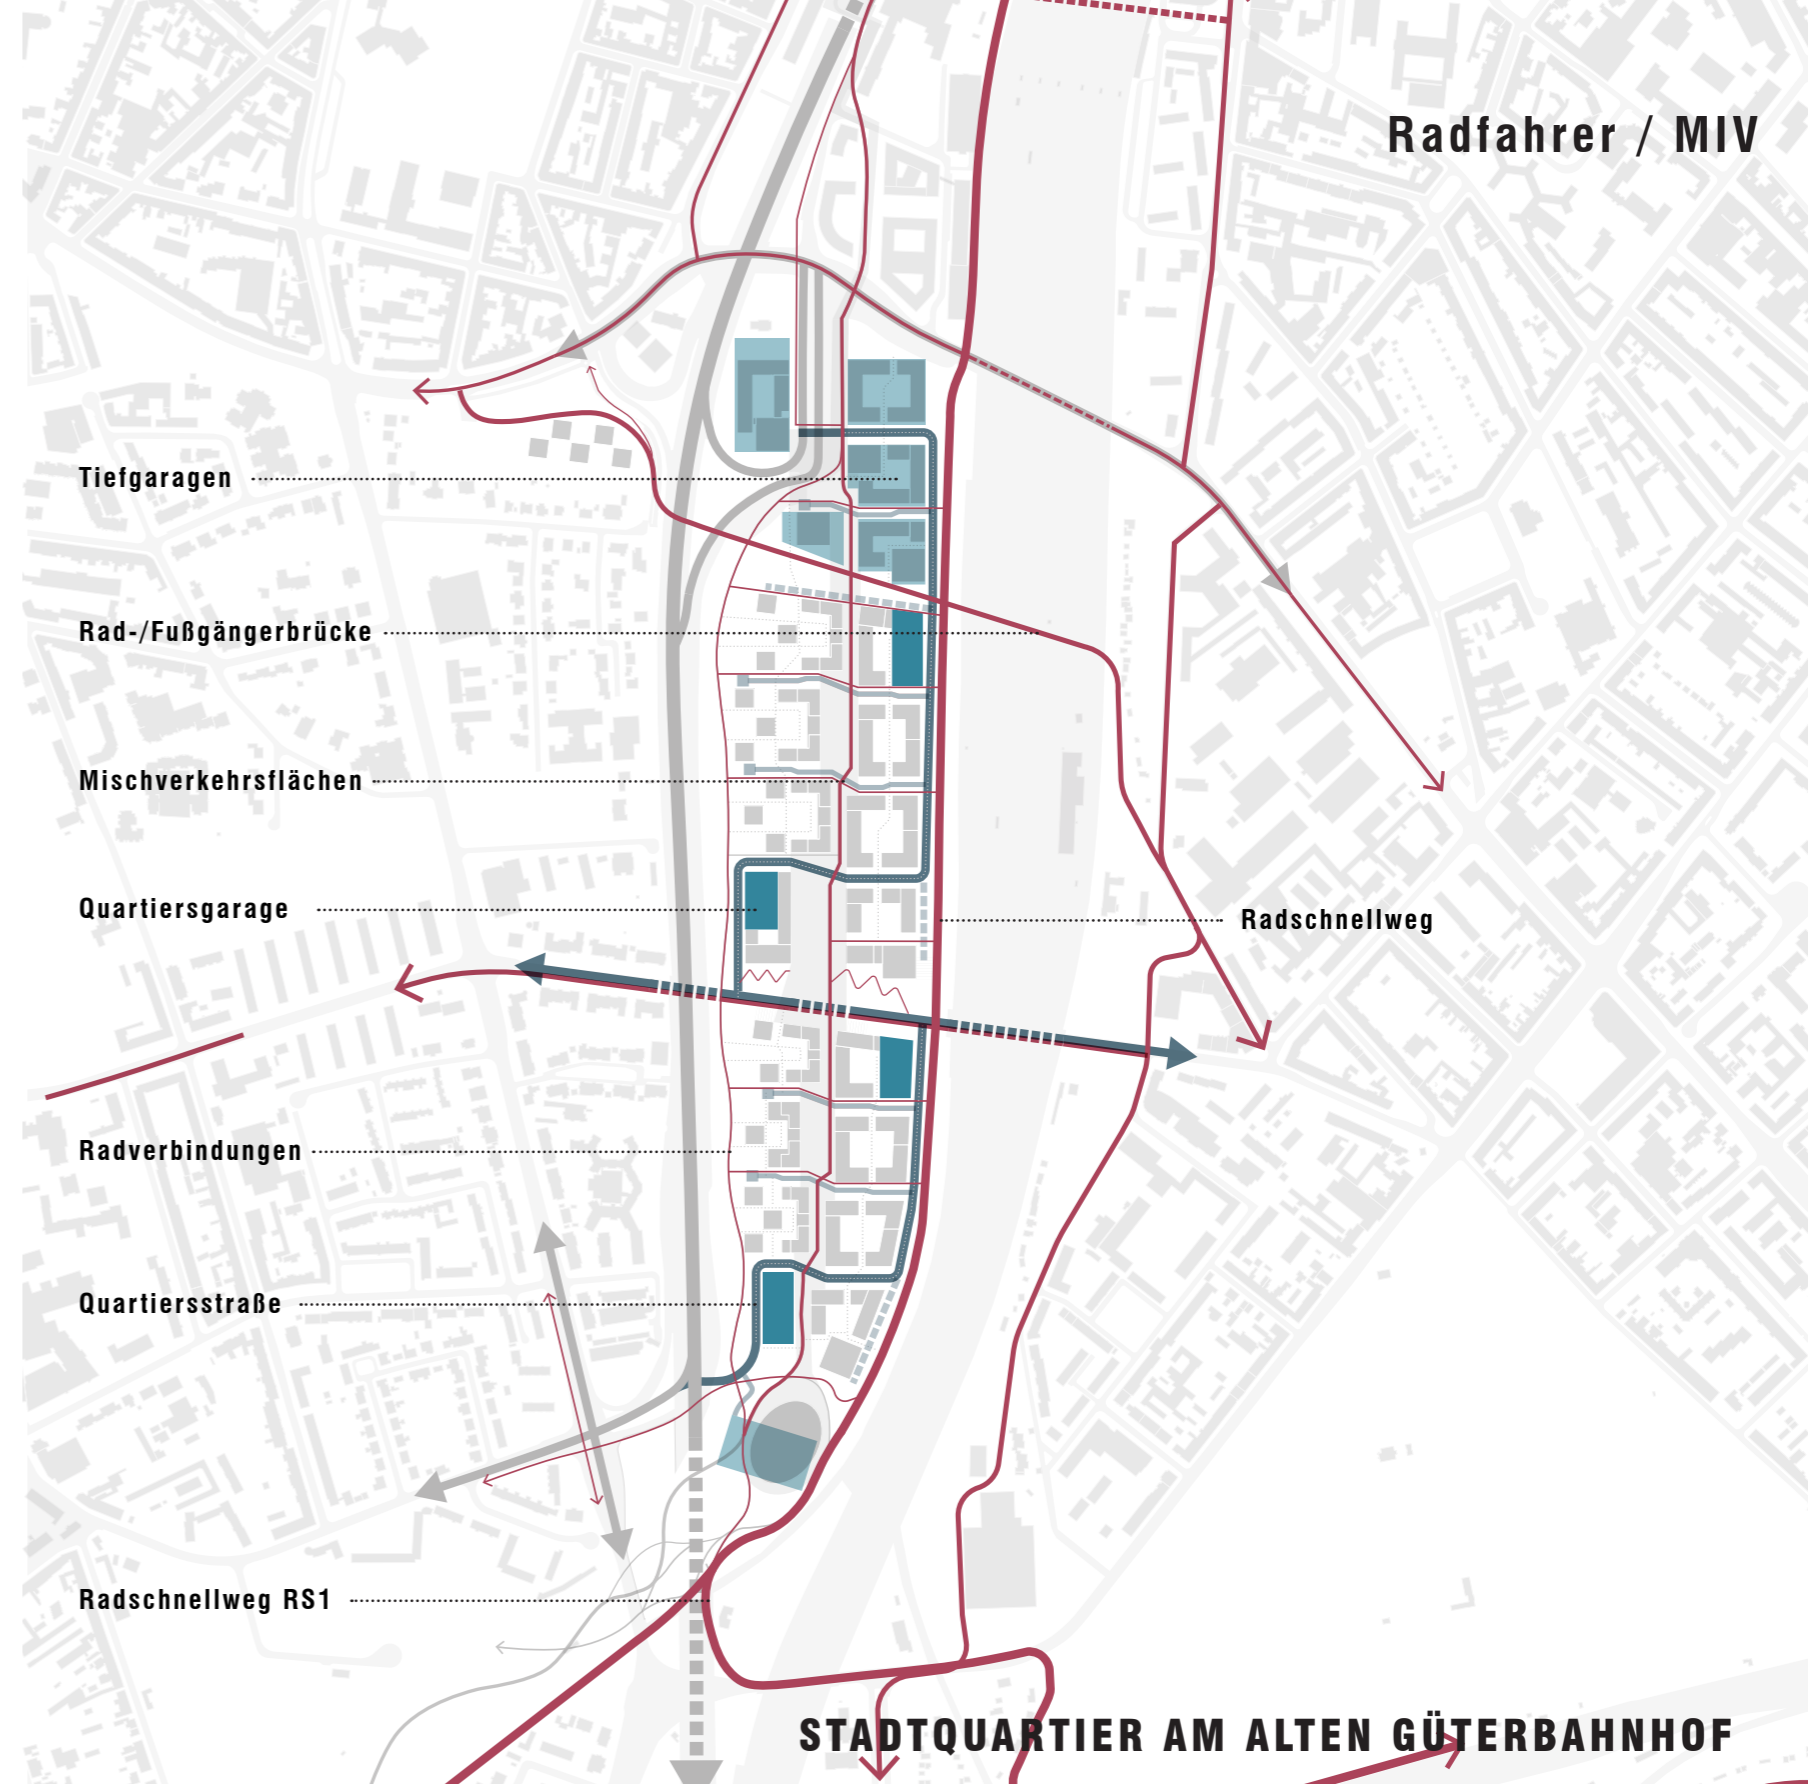 Radfahrer / MIV
Tiefgaragen
Rad-/Fußgängerbrücke
Mischverkehrsflächen
Quartiersgarage
Radschnellweg
Radverbindungen
Quartiersstraße
Radschnellweg RS1
STADTQUARTIER AM ALTEN GÜTERBAHNHOF